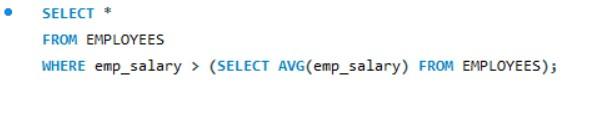 SELECT *
FROM EMPLOYEES
WHERE emp_salary > (SELECT AVG(emp_salary) FROM EMPLOYEES);